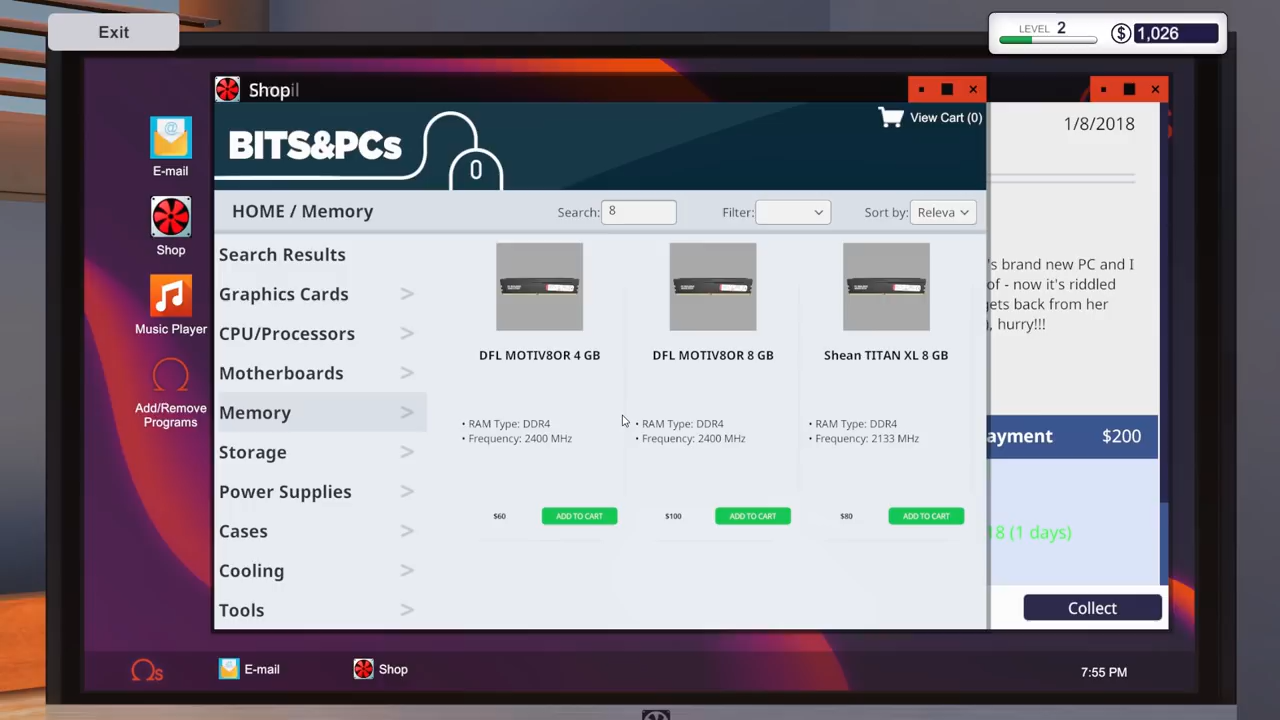 Exit
LEVEL 2
$ 1,026
Shop
BITS&PCs
View Cart (0)
1/8/2018
E-mail
Shop
Music Player
Add/Remove
Programs
HOME / Memory
Search: 8
Filter:
Sort by: Releva
Search Results
Graphics Cards >
CPU/Processors >
Motherboards >
Memory >
Storage >
Power Supplies >
Cases >
Cooling >
Tools >
DFL MOTIV8OR 4 GB
• RAM Type: DDR4
• Frequency: 2400 MHz
$60 ADD TO CART
DFL MOTIV8OR 8 GB
• RAM Type: DDR4
• Frequency: 2400 MHz
$100 ADD TO CART
Shean TITAN XL 8 GB
• RAM Type: DDR4
• Frequency: 2133 MHz
$80 ADD TO CART
's brand new PC and I
of - now it's riddled
gets back from her
), hurry!!!
ayment $200
18 (1 days)
Collect
Ωs
E-mail
Shop
7:55 PM